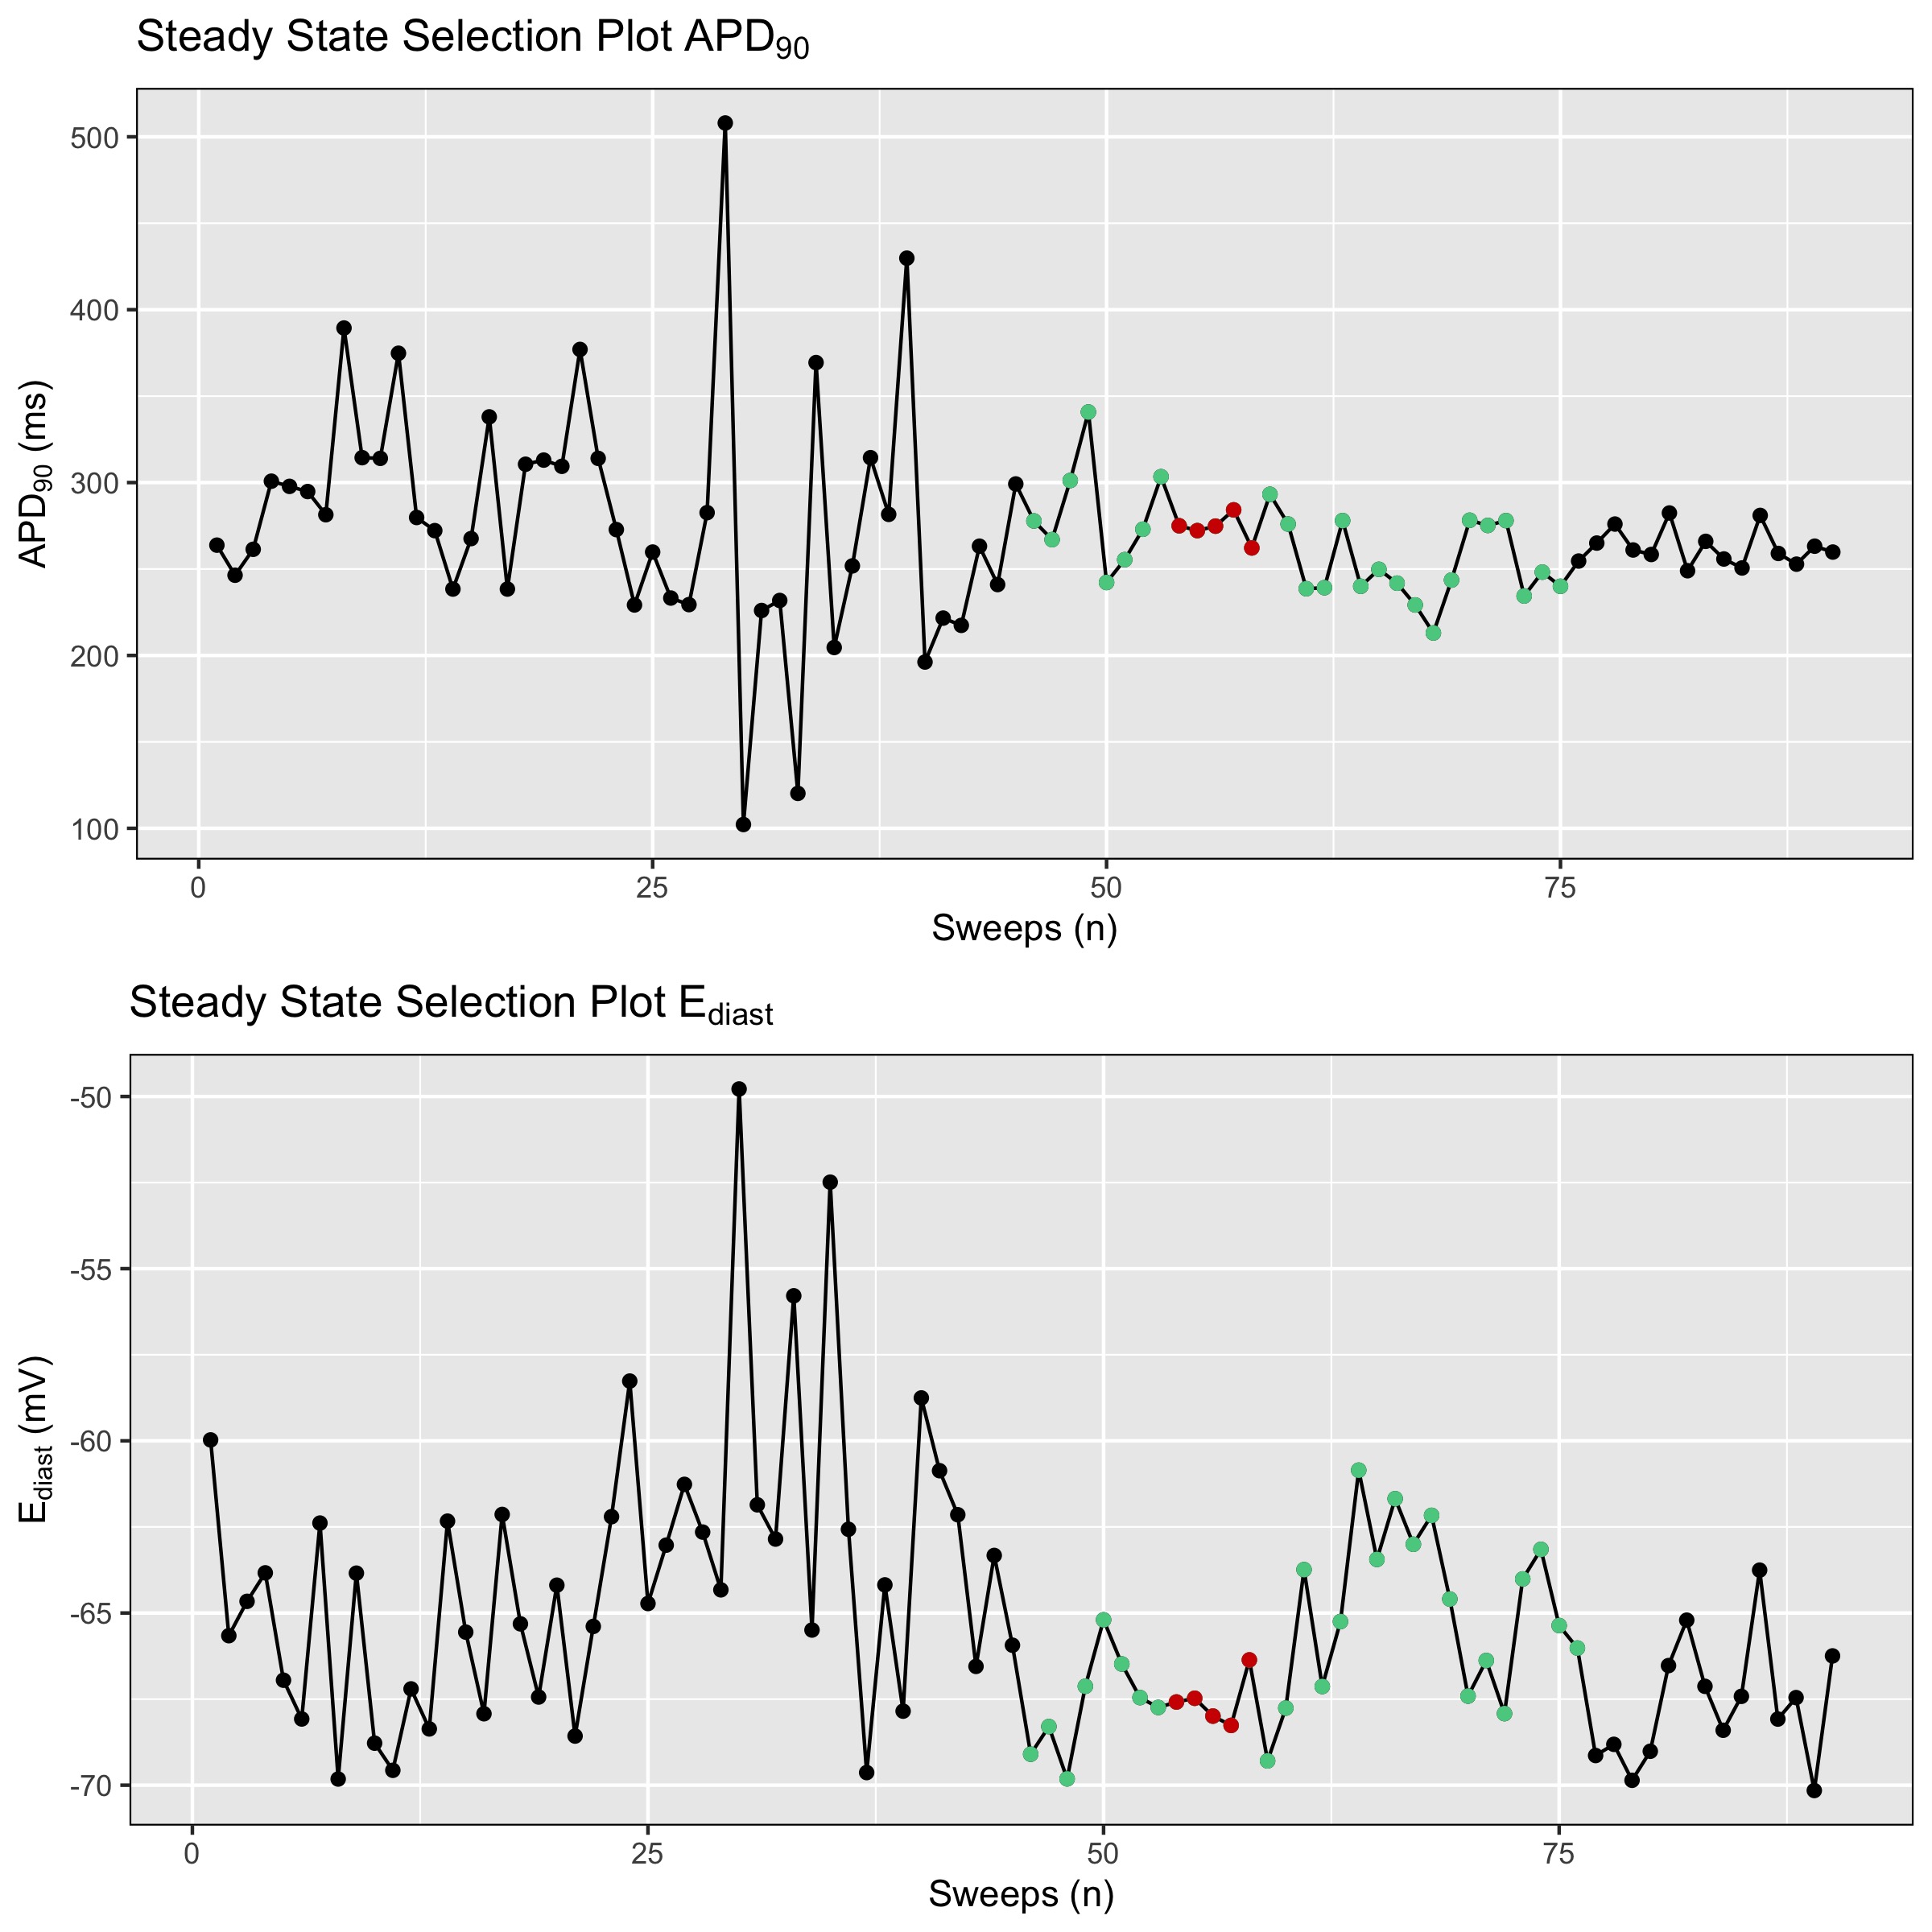 Steady State Selection Plot APD90
500
400
300
200
100
APD90 (ms)
0 25 50 75
Sweeps (n)
Steady State Selection Plot Ediast
-50
-55
-60
-65
-70
Ediast (mV)
0 25 50 75
Sweeps (n)